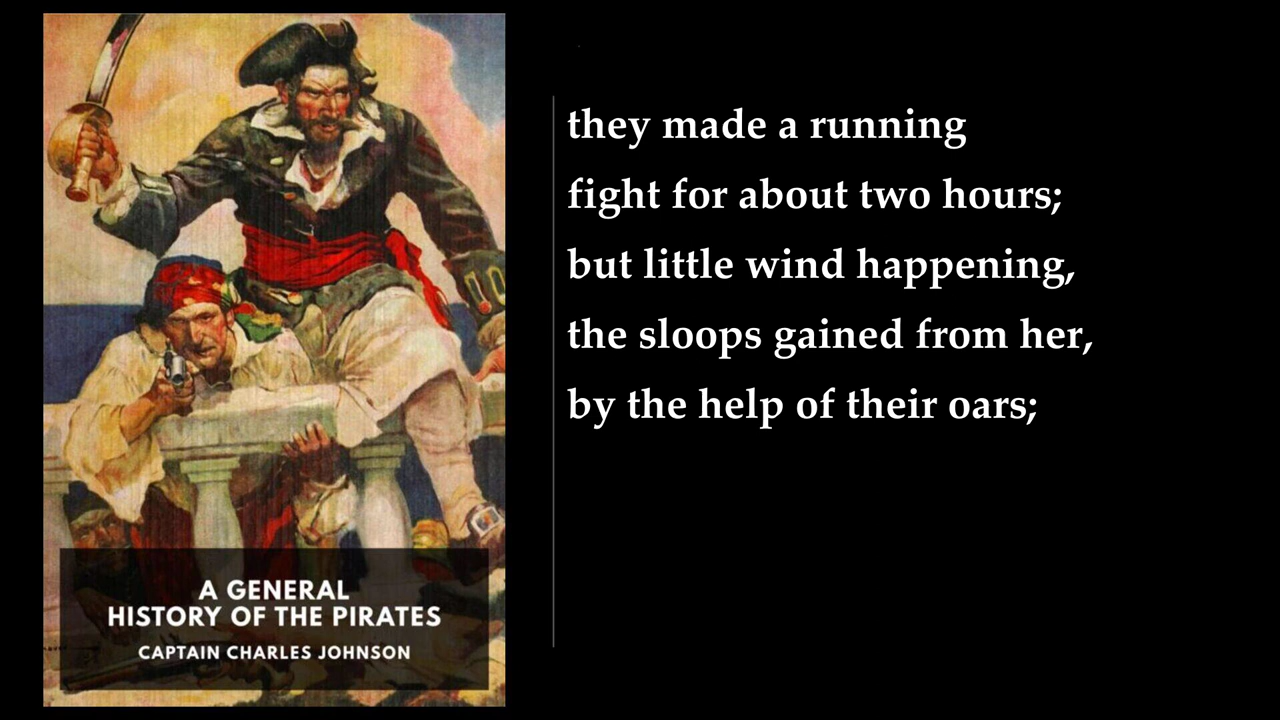 they made a running
fight for about two hours;
but little wind happening,
the sloops gained from her,
by the help of their oars;
A GENERAL
HISTORY OF THE PIRATES
CAPTAIN CHARLES JOHNSON